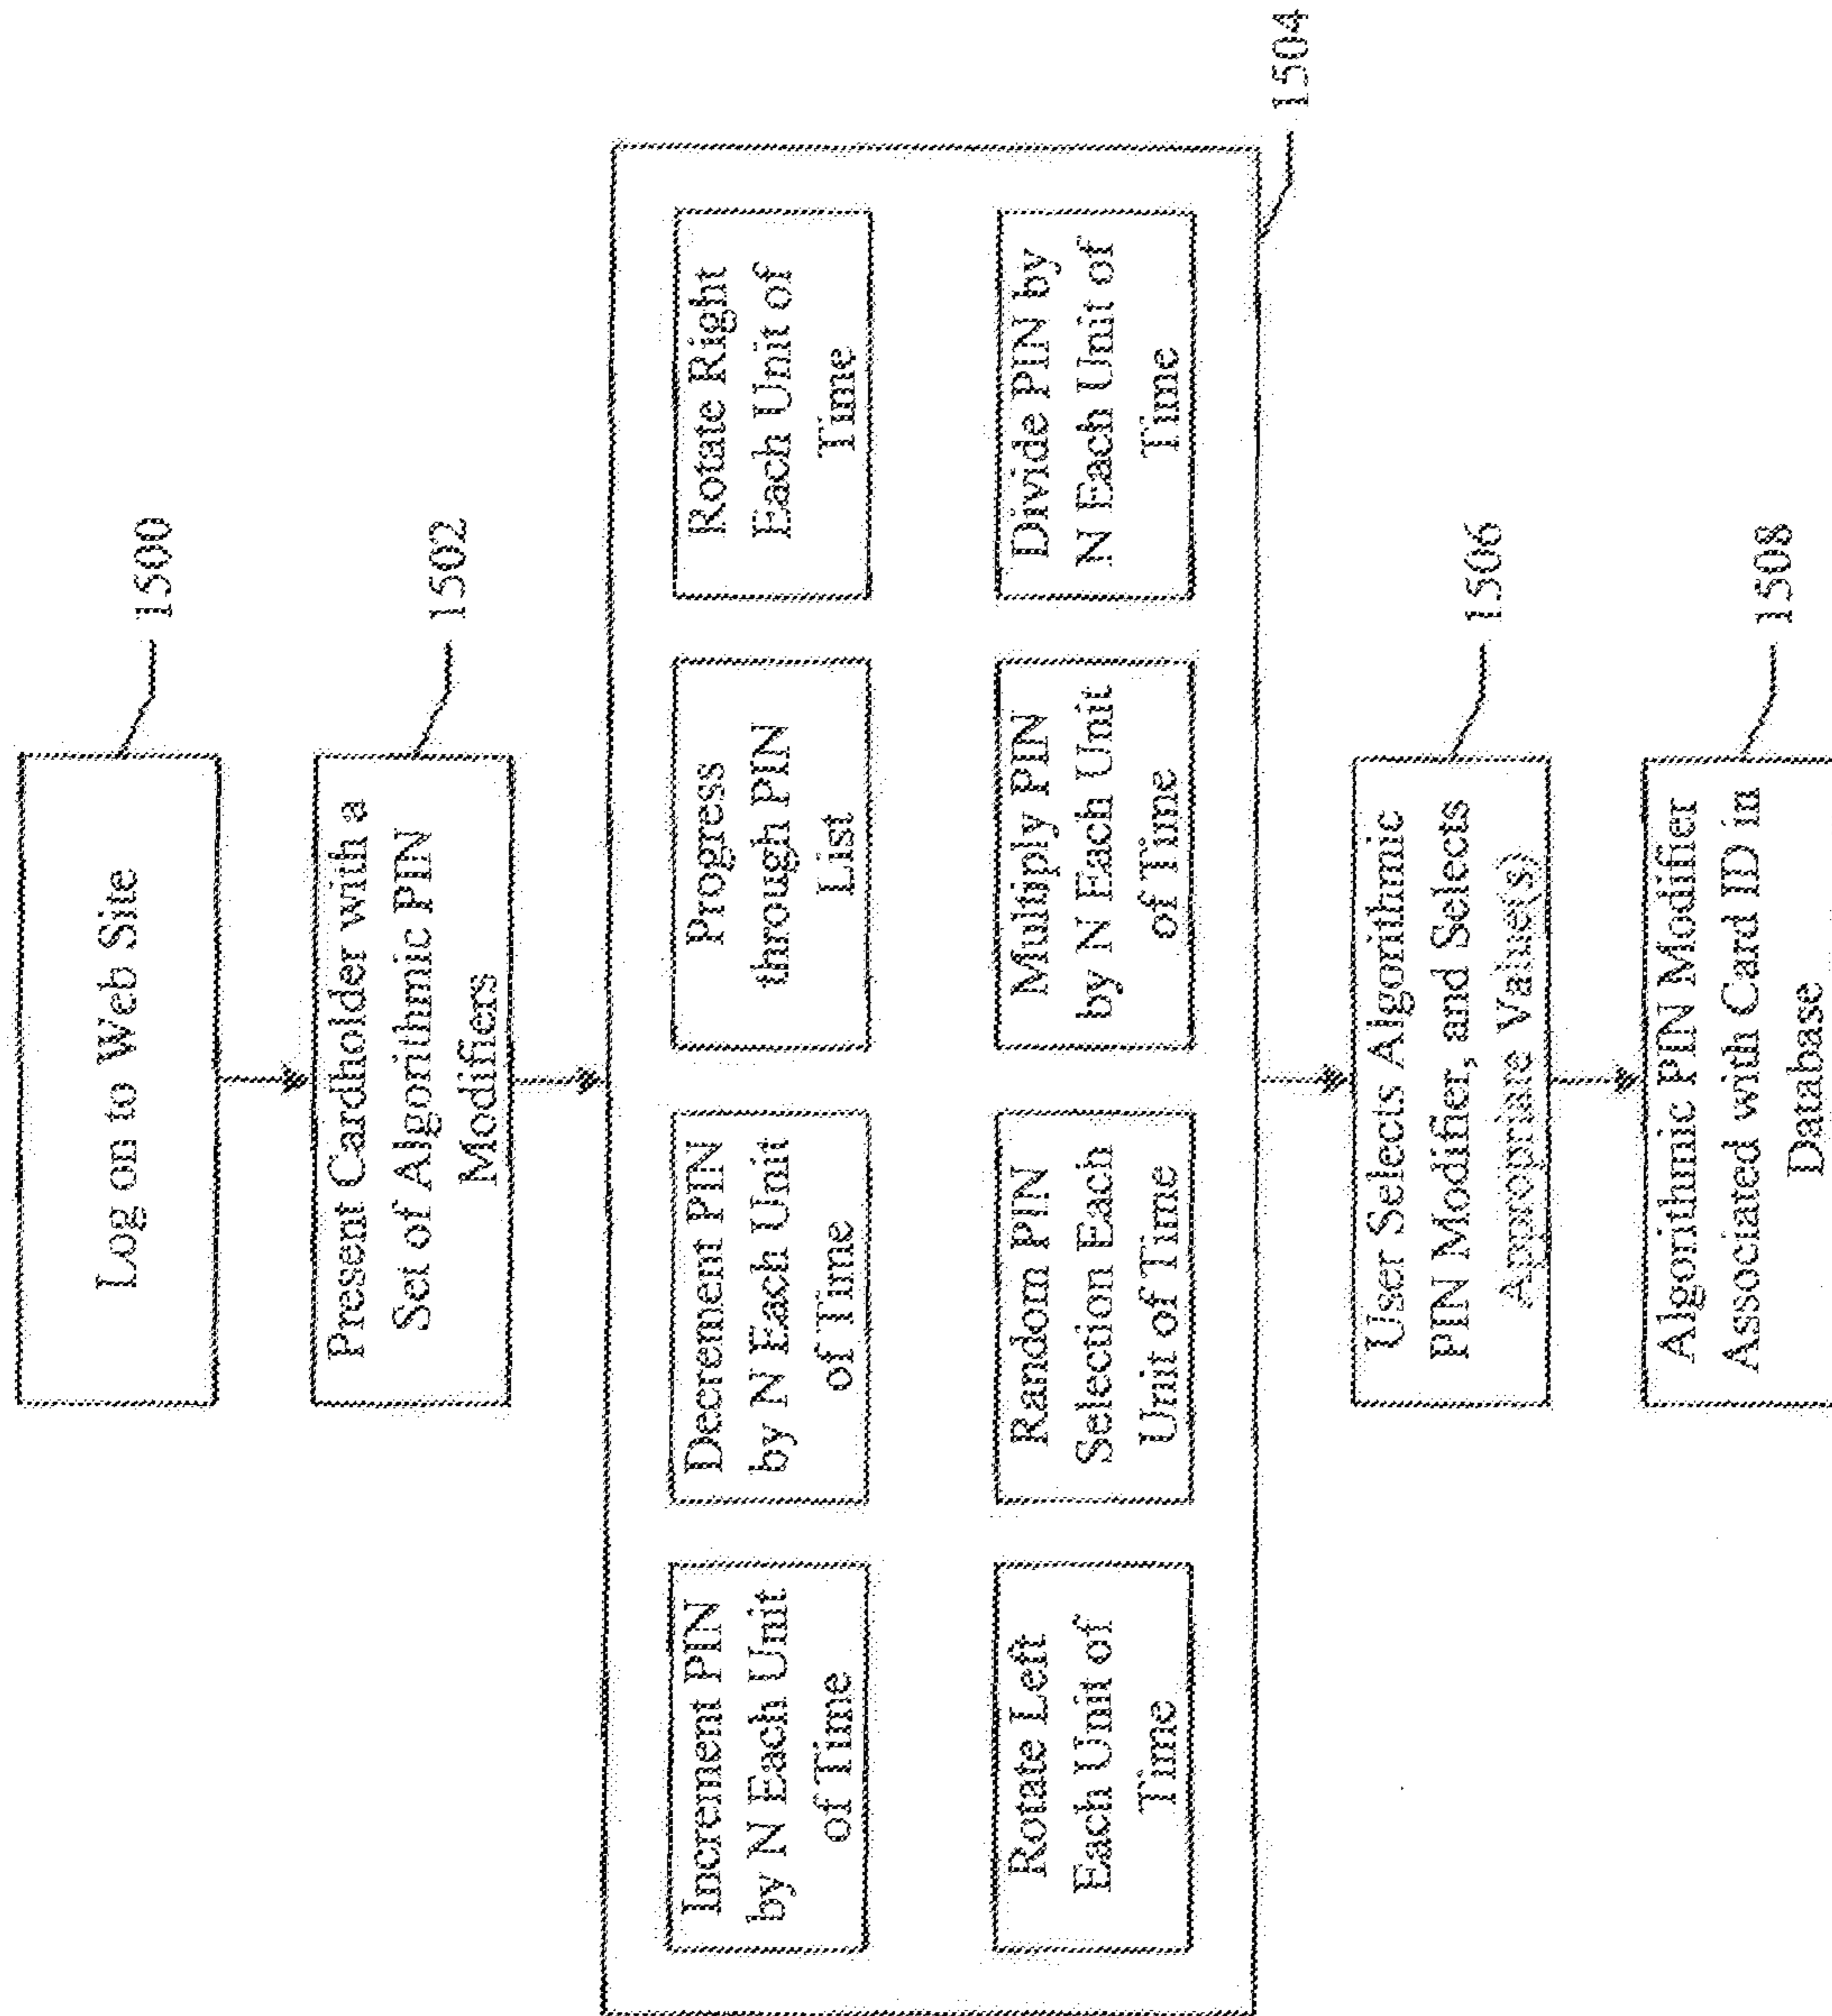 Log on to Web Site
1500
Present Cardholder with a
Set of Algorithmic PIN
Modifiers
1502
Increment PIN
by N Each Unit
of Time
Decrement PIN
by N Each Unit
of Time
Progress
through PIN
List
Rotate Right
Each Unit of
Time
Rotate Left
Each Unit of
Time
Random PIN
Selection Each
Unit of Time
Multiply PIN
by N Each Unit
of Time
Divide PIN by
N Each Unit of
Time
1504
User Selects Algorithmic
PIN Modifier, and Selects
Appropriate Value(s)
1506
Algorithmic PIN Modifier
Associated with Card ID in
Database
1508